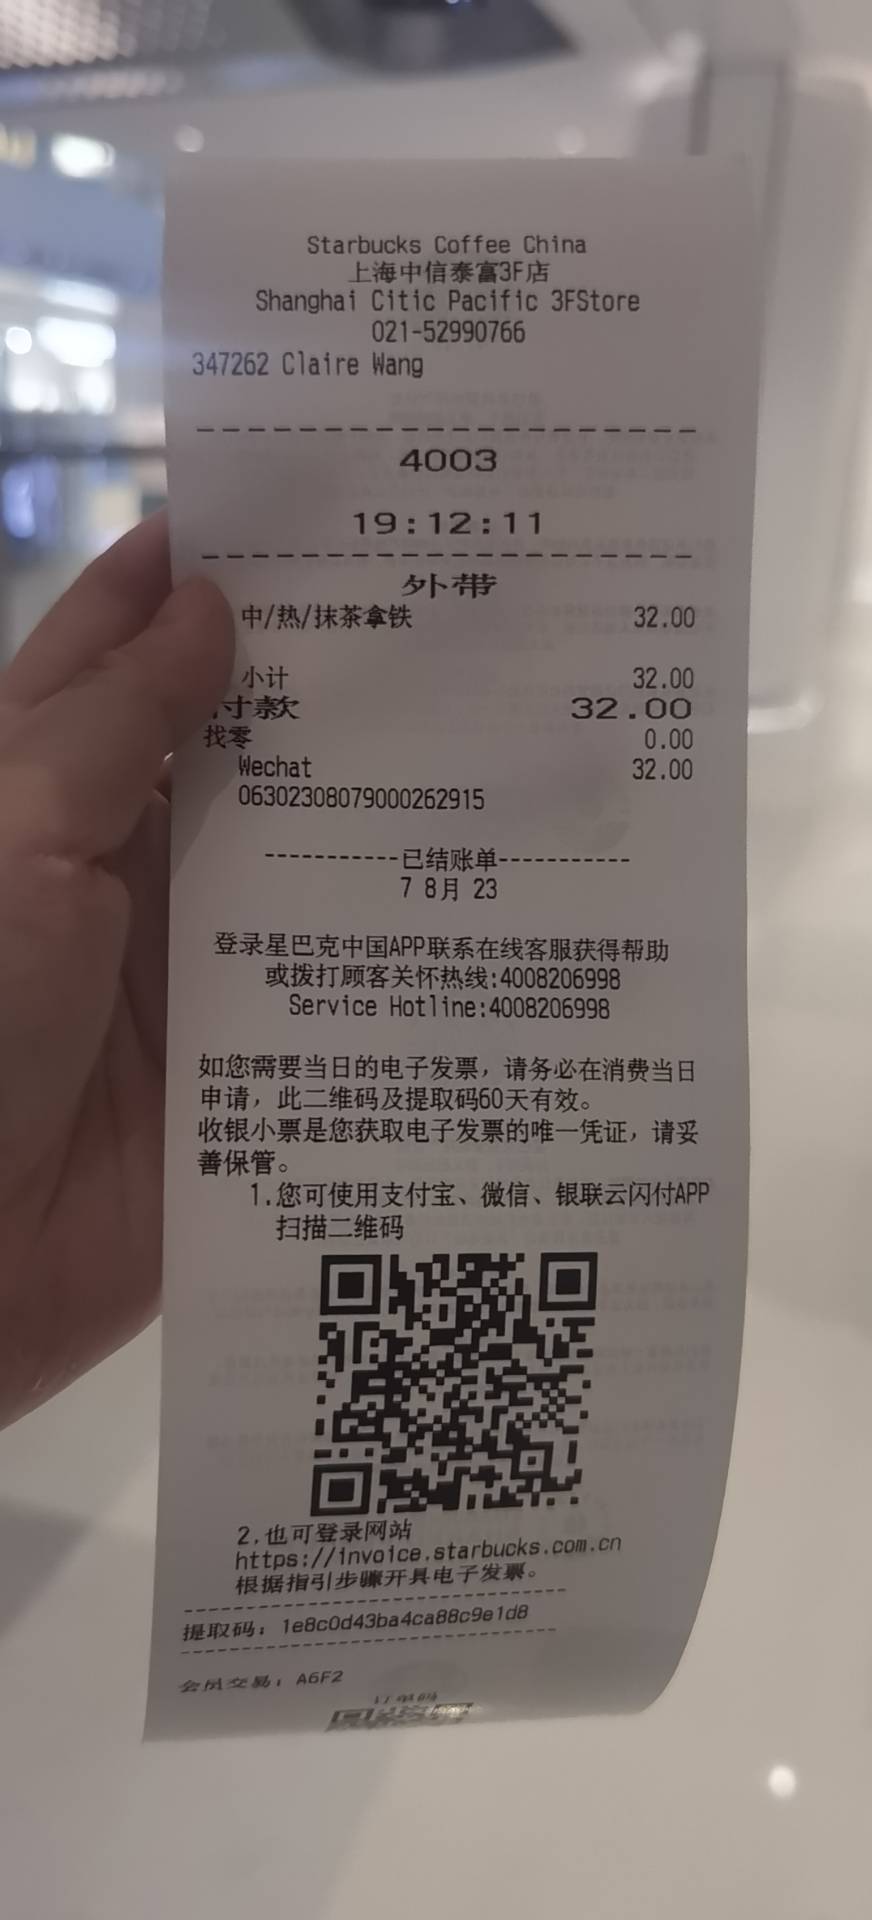 Starbucks Coffee China
上海中信泰富3F店
Shanghai Citic Pacific 3FStore
021-52990766
347262 Claire Wang
4003
19:12:11
外带
中/热/抹茶拿铁 32.00
小计 32.00
付款 32.00
找零 0.00
Wechat 32.00
06302308079000262915
-----------已结账单-----------
7 8月 23
登录星巴克中国APP联系在线客服获得帮助
或拨打顾客关怀热线:4008206998
Service Hotline:4008206998
如您需要当日的电子发票，请务必在消费当日
申请，此二维码及提取码60天有效。
收银小票是您获取电子发票的唯一凭证，请妥
善保管。
1.您可使用支付宝、微信、银联云闪付APP
扫描二维码
2.也可登录网站
https://invoice.starbucks.com.cn
根据指引步骤开具电子发票。
提取码：1e8c0d43ba4ca88c9e1d8
会员交易：A6F2
订单码